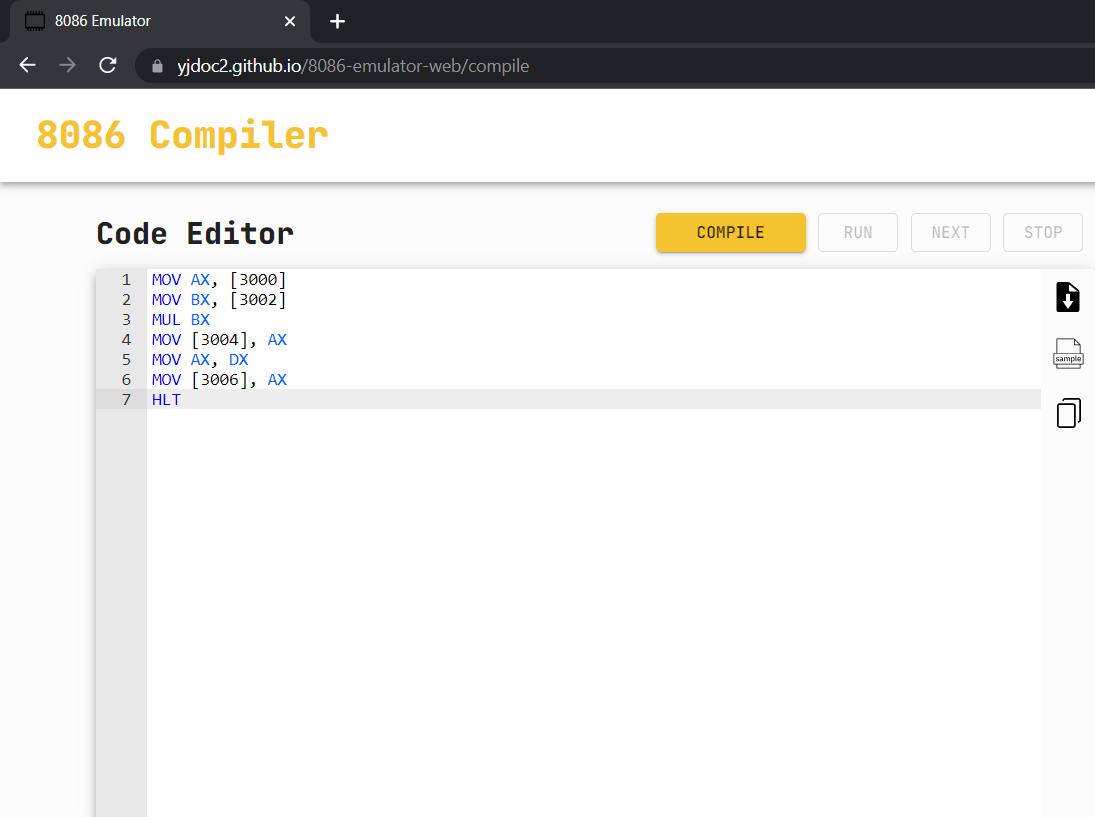 8086 Emulator
yjdoc2.github.io/8086-emulator-web/compile
8086 Compiler
Code Editor
COMPILE
RUN
NEXT
STOP
1 MOV AX, [3000]
2 MOV BX, [3002]
3 MUL BX
4 MOV [3004], AX
5 MOV AX, DX
6 MOV [3006], AX
7 HLT
sample